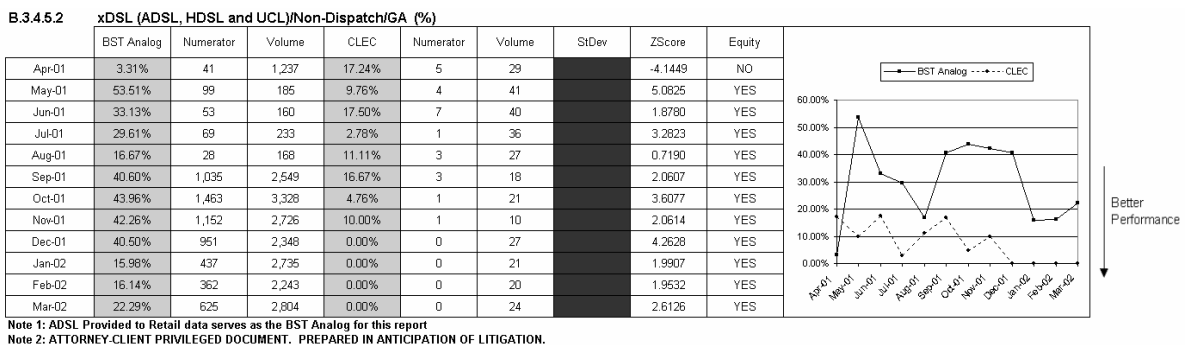 B.3.4.5.2 xDSL (ADSL, HDSL and UCL)/Non-Dispatch/GA (%)
BST Analog Numerator Volume CLEC Numerator Volume StDev ZScore Equity
Apr-01 3.31% 41 1,237 17.24% 5 29 -4.1449 NO
May-01 53.51% 99 185 9.76% 4 41 5.0825 YES
Jun-01 33.13% 53 160 17.50% 7 40 1.8780 YES
Jul-01 29.61% 69 233 2.78% 1 36 3.2823 YES
Aug-01 16.67% 28 168 11.11% 3 27 0.7190 YES
Sep-01 40.60% 1,035 2,549 16.67% 3 18 2.0607 YES
Oct-01 43.96% 1,463 3,328 4.76% 1 21 3.6077 YES
Nov-01 42.26% 1,152 2,726 10.00% 1 10 2.0614 YES
Dec-01 40.50% 951 2,348 0.00% 0 27 4.2628 YES
Jan-02 15.98% 437 2,735 0.00% 0 21 1.9907 YES
Feb-02 16.14% 362 2,243 0.00% 0 20 1.9532 YES
Mar-02 22.29% 625 2,804 0.00% 0 24 2.6126 YES
BST Analog CLEC
60.00%
50.00%
40.00%
30.00%
20.00%
10.00%
0.00%
Apr-01 May-01 Jun-01 Jul-01 Aug-01 Sep-01 Oct-01 Nov-01 Dec-01 Jan-02 Feb-02 Mar-02
Better
Performance
Note 1: ADSL Provided to Retail data serves as the BST Analog for this report
Note 2: ATTORNEY-CLIENT PRIVILEGED DOCUMENT. PREPARED IN ANTICIPATION OF LITIGATION.